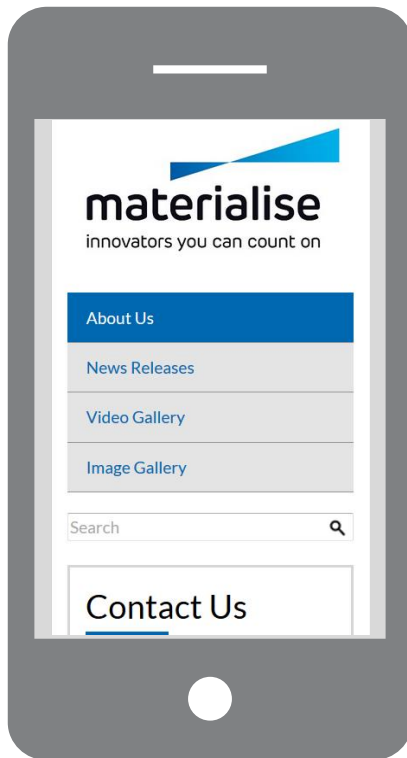 materialise
innovators you can count on
About Us
News Releases
Video Gallery
Image Gallery
Search
Contact Us